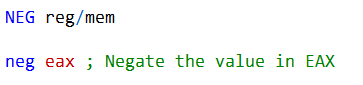 NEG reg/mem
neg eax ; Negate the value in EAX